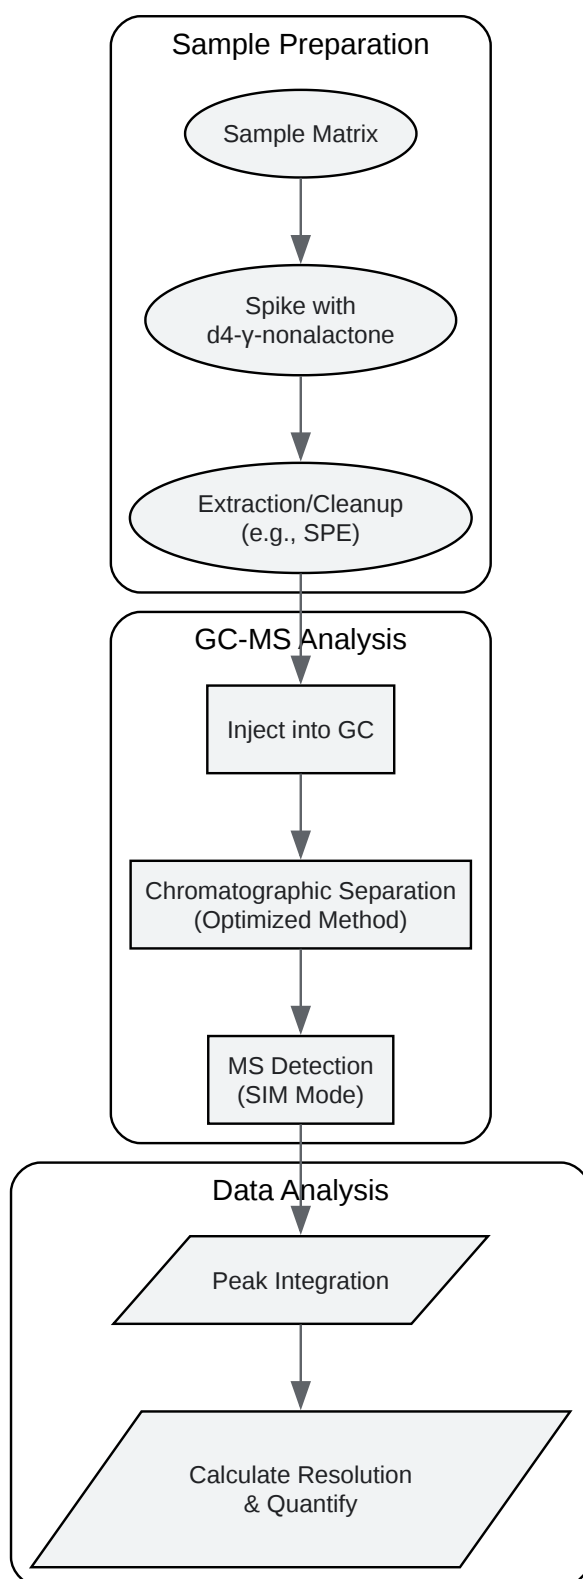 Sample Preparation
Sample Matrix
Spike with
d4-γ-nonalactone
Extraction/Cleanup
(e.g., SPE)
GC-MS Analysis
Inject into GC
Chromatographic Separation
(Optimized Method)
MS Detection
(SIM Mode)
Data Analysis
Peak Integration
Calculate Resolution
& Quantify